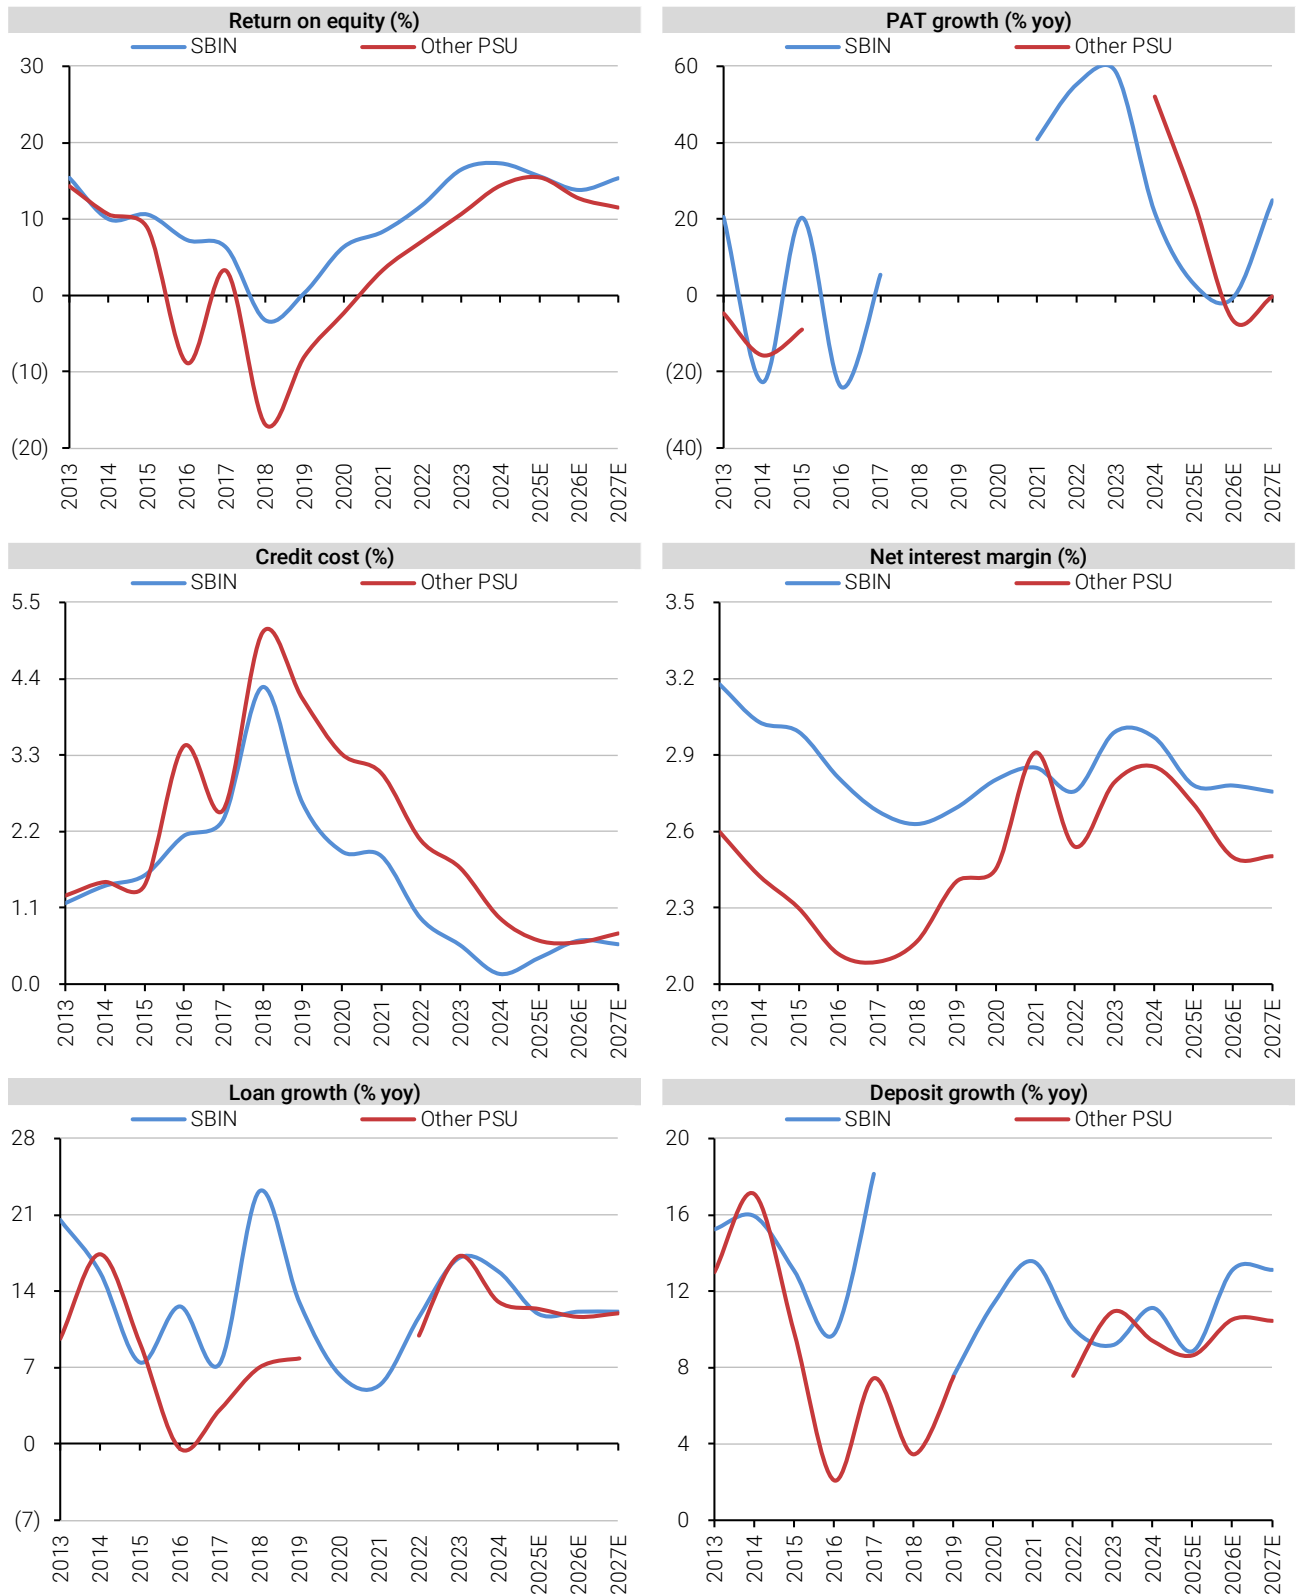 Return on equity (%)
SBIN Other PSU
30
20
10
0
(10)
(20)
2013 2014 2015 2016 2017 2018 2019 2020 2021 2022 2023 2024 2025E 2026E 2027E
PAT growth (% yoy)
SBIN Other PSU
60
40
20
0
(20)
(40)
2013 2014 2015 2016 2017 2018 2019 2020 2021 2022 2023 2024 2025E 2026E 2027E
Credit cost (%)
SBIN Other PSU
5.5
4.4
3.3
2.2
1.1
0.0
2013 2014 2015 2016 2017 2018 2019 2020 2021 2022 2023 2024 2025E 2026E 2027E
Net interest margin (%)
SBIN Other PSU
3.5
3.2
2.9
2.6
2.3
2.0
2013 2014 2015 2016 2017 2018 2019 2020 2021 2022 2023 2024 2025E 2026E 2027E
Loan growth (% yoy)
SBIN Other PSU
28
21
14
7
0
(7)
2013 2014 2015 2016 2017 2018 2019 2020 2021 2022 2023 2024 2025E 2026E 2027E
Deposit growth (% yoy)
SBIN Other PSU
20
16
12
8
4
0
2013 2014 2015 2016 2017 2018 2019 2020 2021 2022 2023 2024 2025E 2026E 2027E